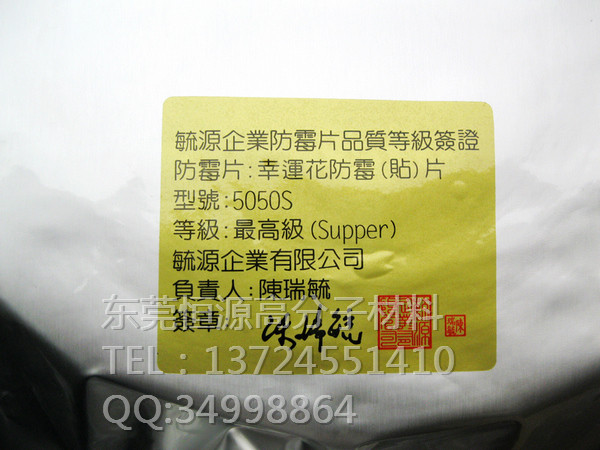 毓源企業防霉片品質等級簽證
防霉片:幸運花防霉(貼)片
型號:5050S
等級:最高級(Supper)
毓源企業有限公司
負責人:陳瑞毓
簽章:
东莞恒源高分子材料
TEL：13724551410
QQ:34998864